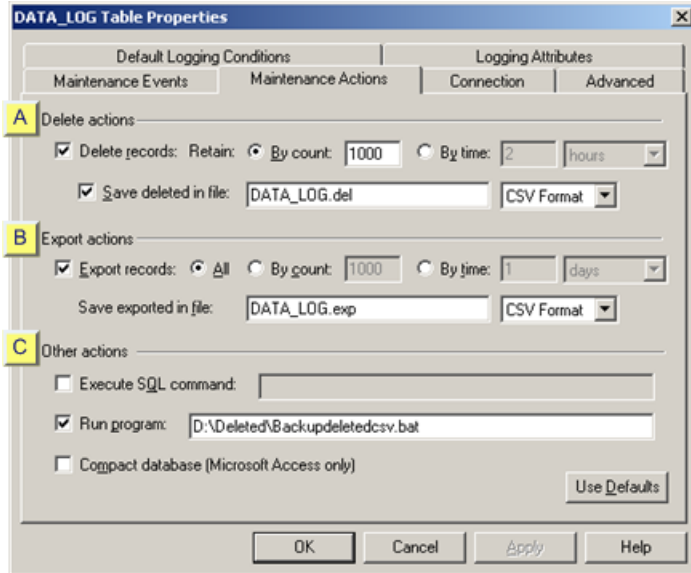 DATA_LOG Table Properties
Default Logging Conditions Logging Attributes
Maintenance Events Maintenance Actions Connection Advanced
A Delete actions
Delete records: Retain: By count: 1000 By time: 2 hours
Save deleted in file: DATA_LOG.del CSV Format
B Export actions
Export records: All By count: 1000 By time: 1 days
Save exported in file: DATA_LOG.exp CSV Format
C Other actions
Execute SQL command:
Run program: D:\Deleted\Backupdeletedcsv.bat
Compact database (Microsoft Access only)
Use Defaults
OK Cancel Apply Help